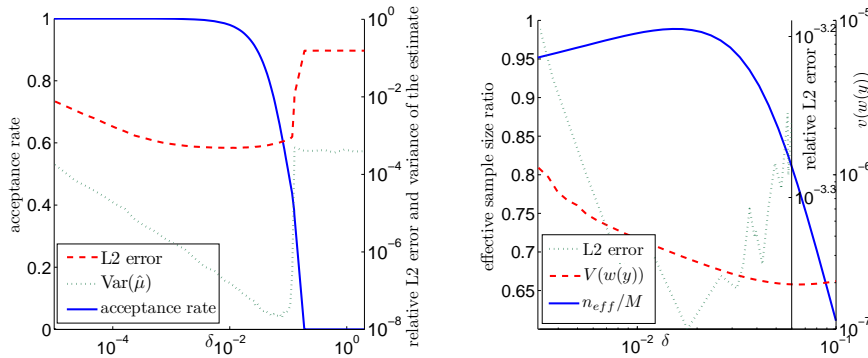 acceptance rate
1
0.8
0.6
0.4
0.2
0
10^0
10^-2
10^-4
10^-6
10^-8
relative L2 error and variance of the estimate
L2 error
Var(μ̂)
acceptance rate
10^-4
δ 10^-2
10^0
effective sample size ratio
1
0.95
0.9
0.85
0.8
0.75
0.7
0.65
10^-3.2
10^-3.3
relative L2 error
10^-5
10^-6
10^-7
v(w(y))
L2 error
V(w(y))
n_eff/M
10^-2 δ
10^-1